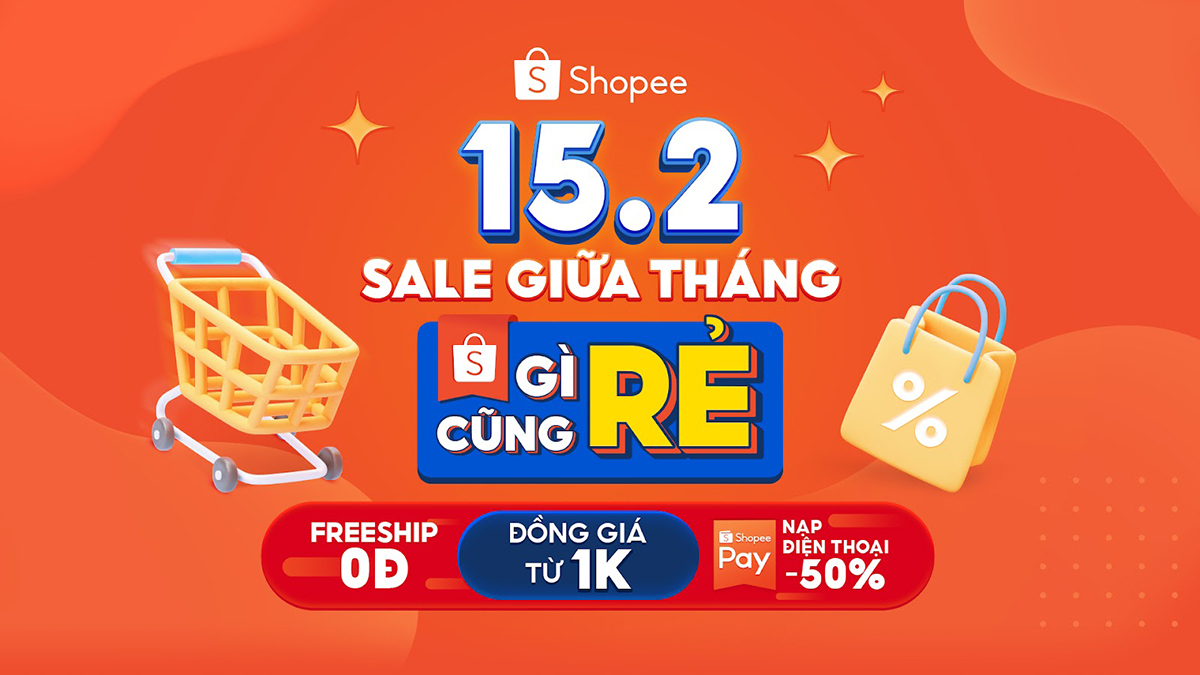 Shopee
15.2
SALE GIỮA THÁNG
GÌ
CŨNG
RẺ
FREESHIP
0Đ
ĐỒNG GIÁ
TỪ 1K
Shopee
Pay
NẠP
ĐIỆN THOẠI
-50%
%